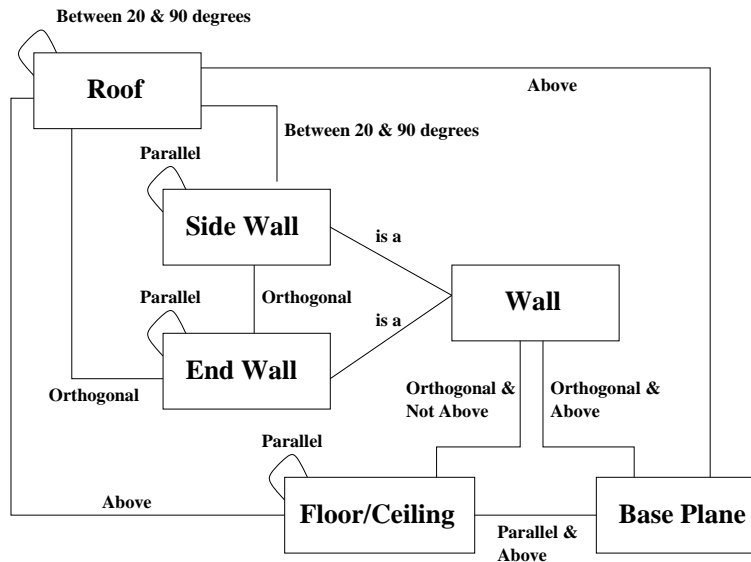 Between 20 & 90 degrees
Roof
Above
Between 20 & 90 degrees
Parallel
Side Wall
is a
Wall
Parallel
Orthogonal
is a
End Wall
Orthogonal
Orthogonal &
Not Above
Orthogonal &
Above
Parallel
Above
Floor/Ceiling
Parallel &
Above
Base Plane